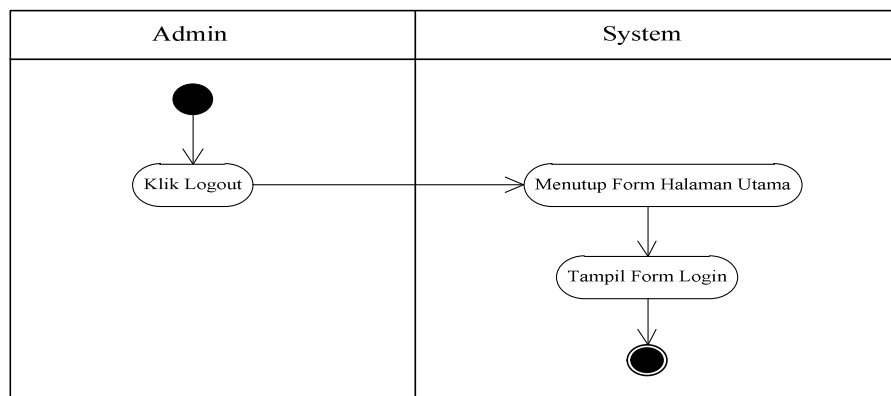 Admin
System
Klik Logout
Menutup Form Halaman Utama
Tampil Form Login